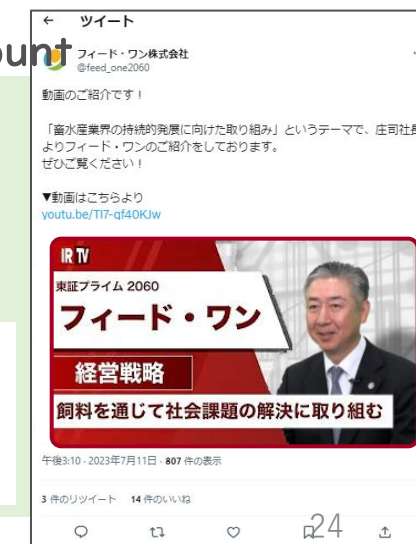 ount
← ツイート
フィード・ワン株式会社
@feed_one2060
動画のご紹介です！
「畜水産業界の持続的発展に向けた取り組み」というテーマで、庄司社長
よりフィード・ワンのご紹介をしております。
ぜひご覧ください！
▼動画はこちらより
youtu.be/TI7-qf40KJw
IR TV
東証プライム 2060
フィード・ワン
経営戦略
飼料を通じて社会課題の解決に取り組む
午後3:10 · 2023年7月11日 · 807 件の表示
3 件のリツイート 14 件のいいね
24